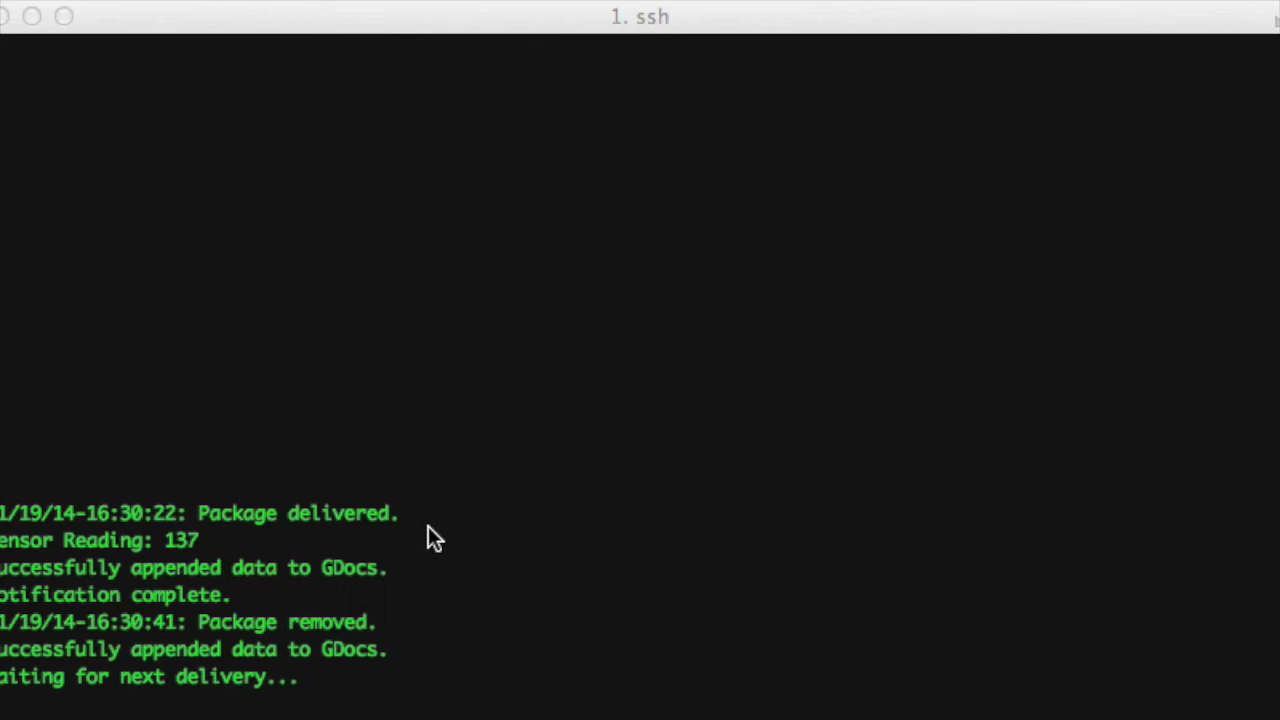 1. ssh
1/19/14-16:30:22: Package delivered.
ensor Reading: 137
uccessfully appended data to GDocs.
otification complete.
1/19/14-16:30:41: Package removed.
uccessfully appended data to GDocs.
aiting for next delivery...